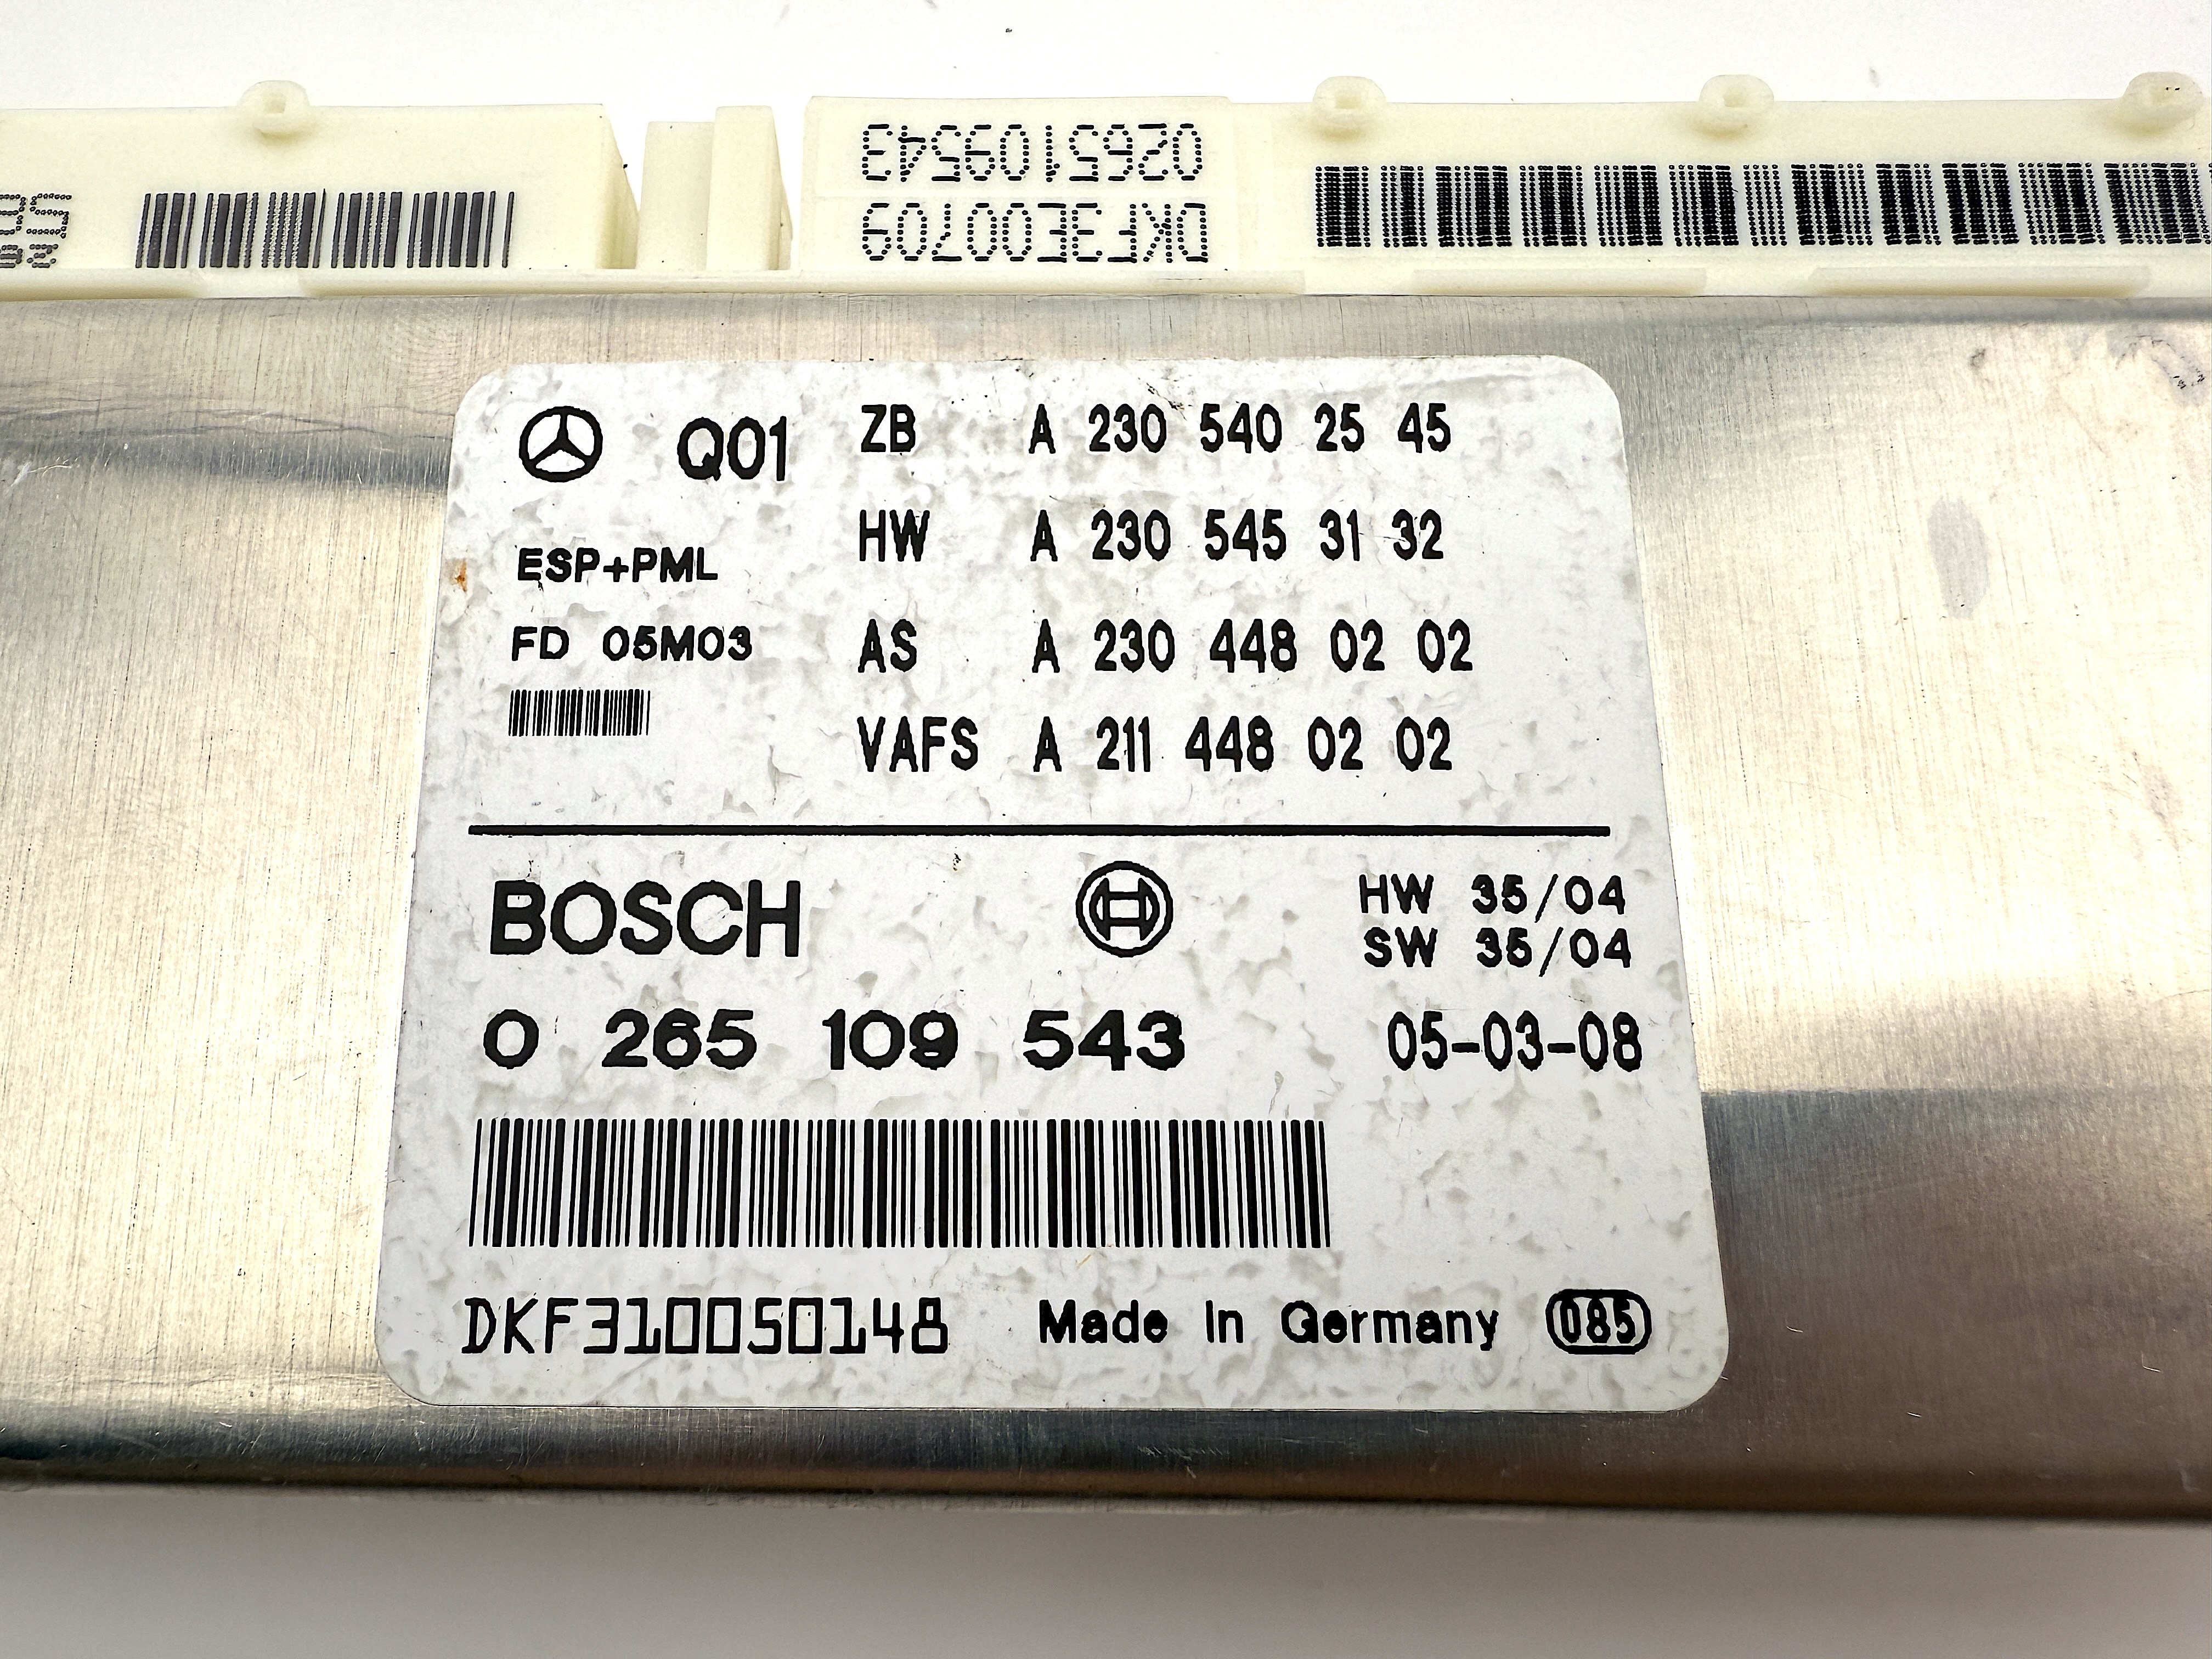 0265109543
DKF3E00709
Q01
ZB A 230 540 25 45
HW A 230 545 31 32
ESP+PML
FD 05M03
AS A 230 448 02 02
VAFS A 211 448 02 02
BOSCH
HW 35/04
SW 35/04
0 265 109 543
05-03-08
DKF310050148 Made in Germany 085